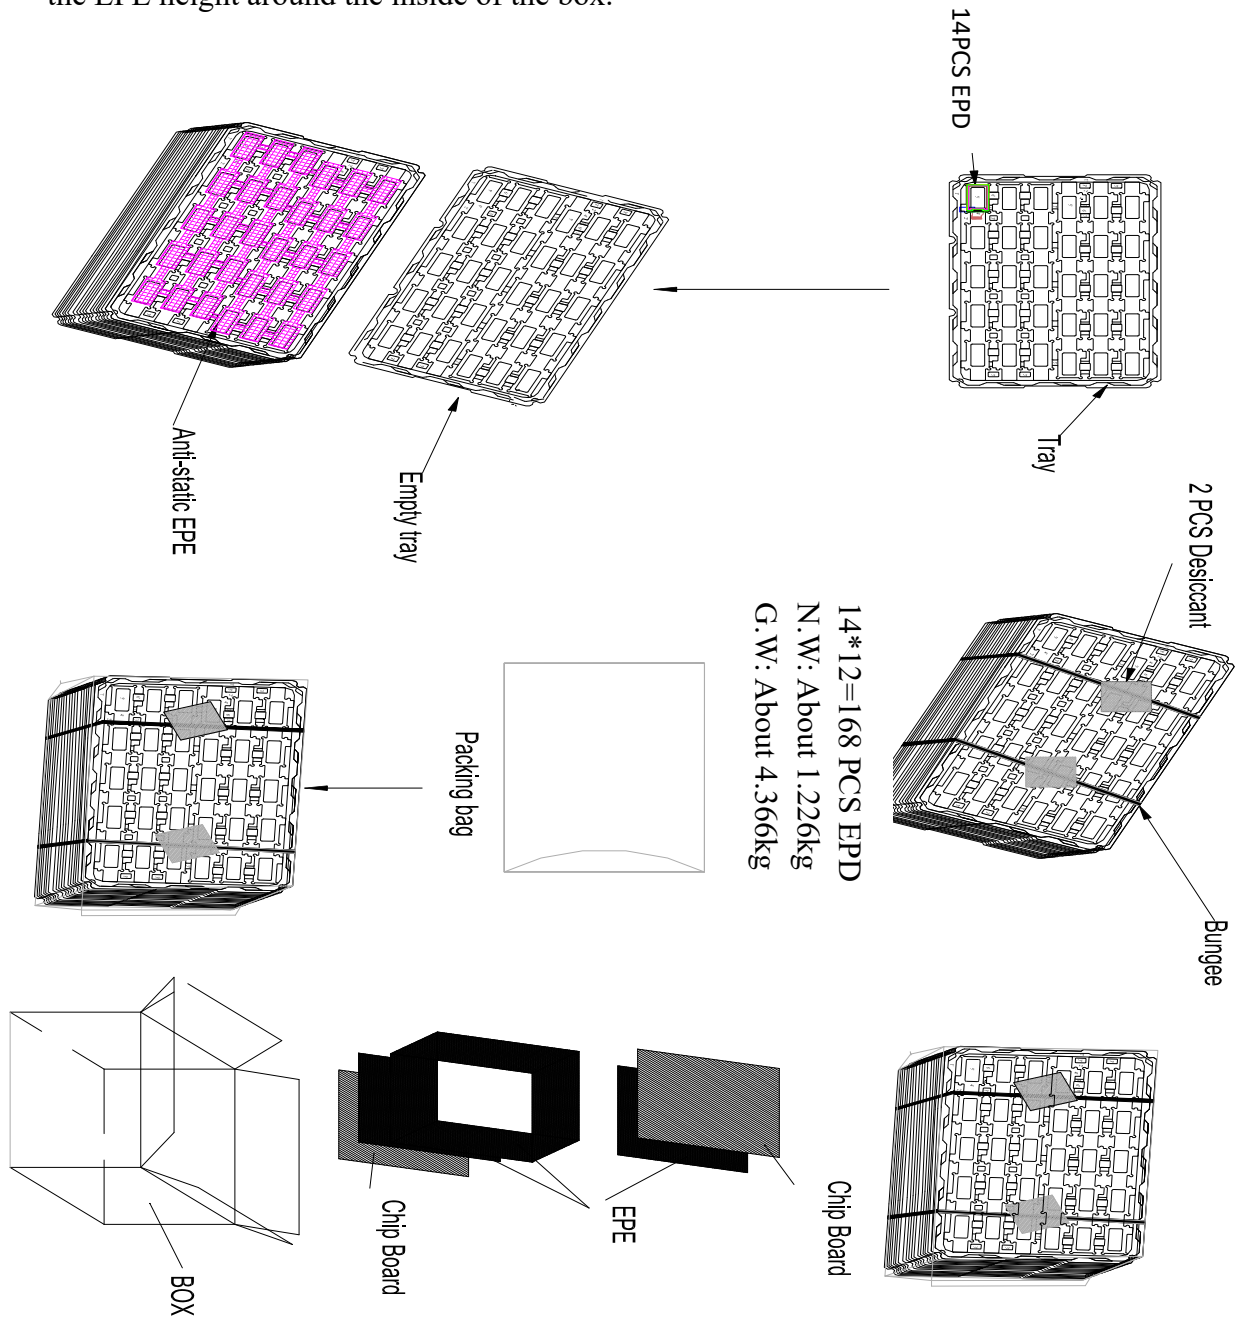 the EPE height around the inside of the box.
14PCS EPD
Tray
Empty tray
Anti-static EPE
2 PCS Desiccant
Bungee
14*12=168 PCS EPD
N.W: About 1.226kg
G.W: About 4.366kg
Packing bag
Chip Board
EPE
Chip Board
BOX